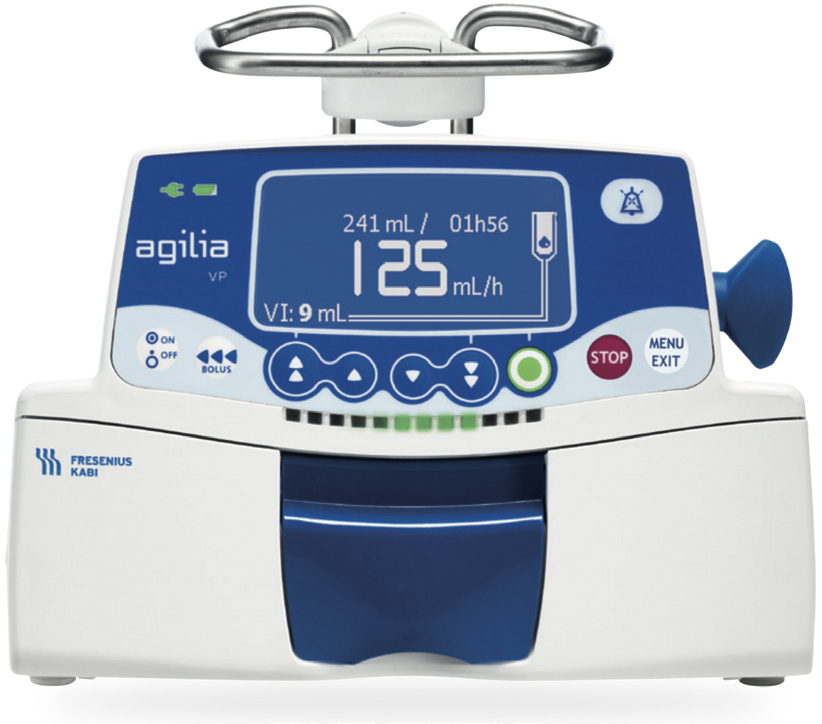 241 mL / 01h56
agilia
VP
125 mL/h
VI: 9 mL
ON
OFF
BOLUS
STOP
MENU
EXIT
FRESENIUS
KABI